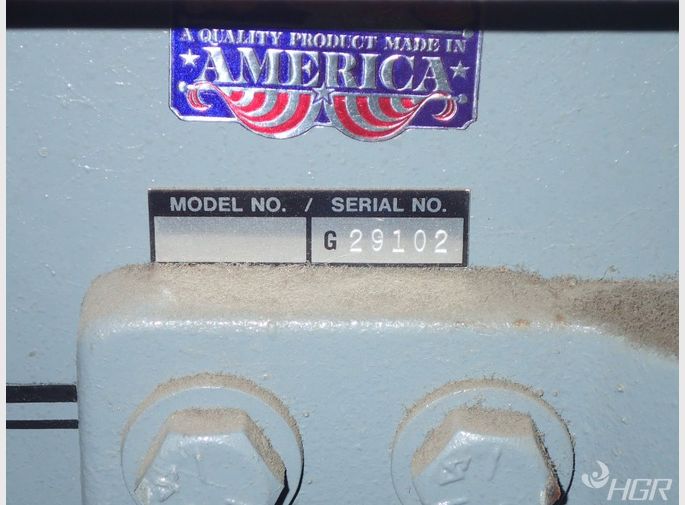 A QUALITY PRODUCT MADE IN
AMERICA
MODEL NO. / SERIAL NO.
G 29102
HGR